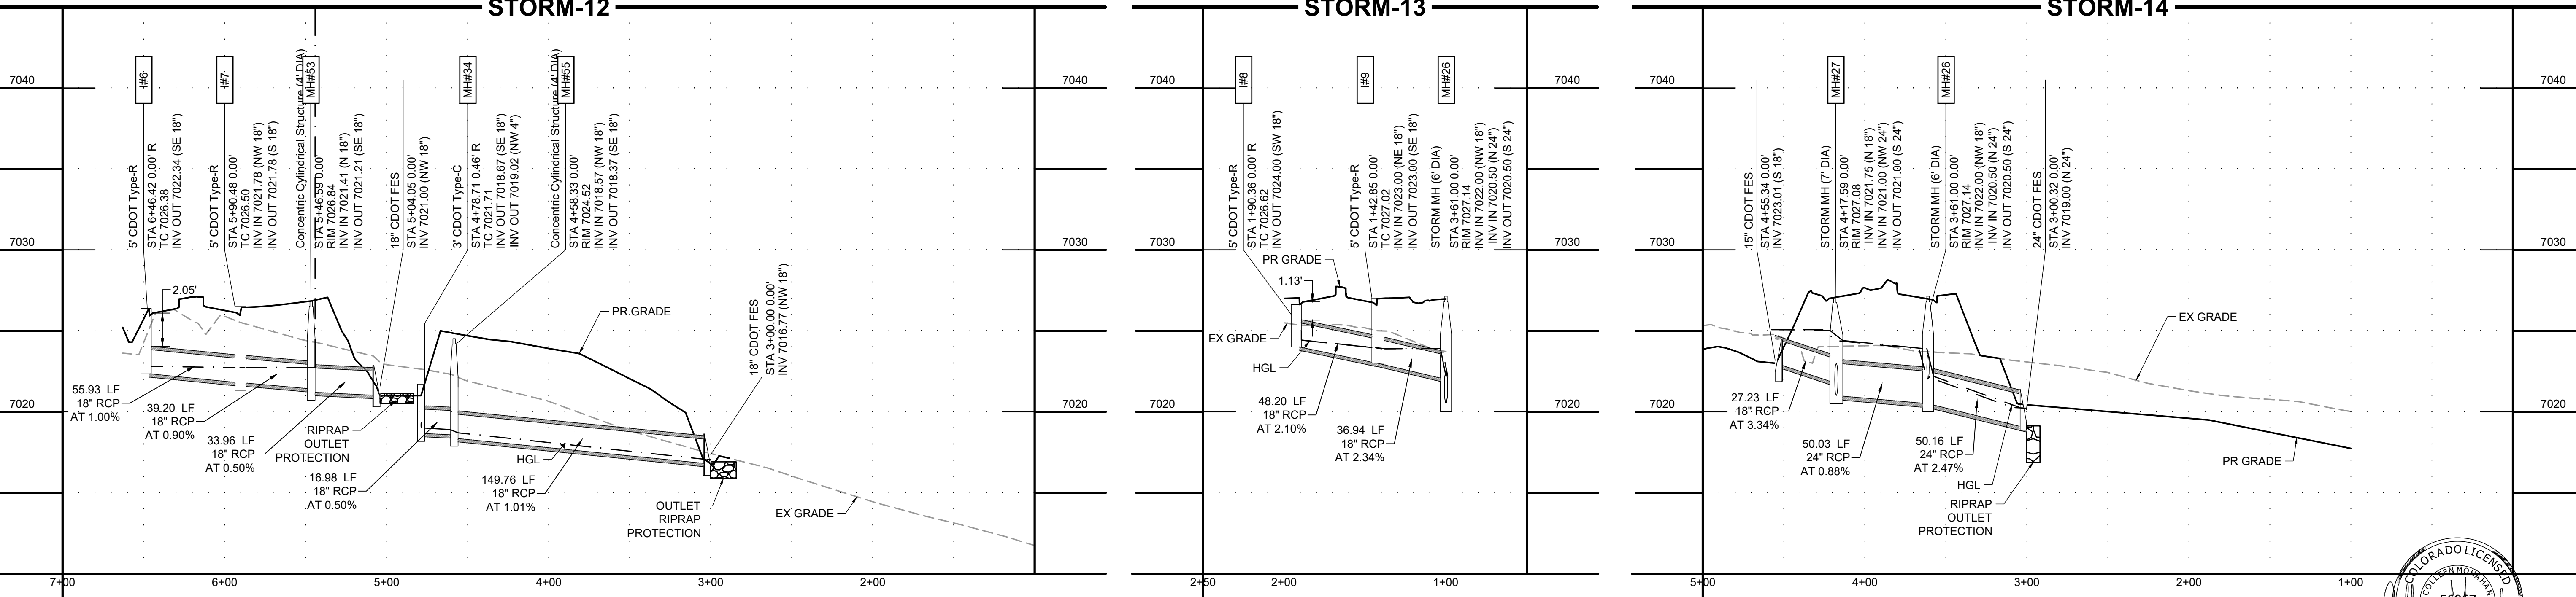 STORM-12
7040
7030
7020
I#6
5' CDOT Type-R
STA 6+46.42 0.00' R
TC 7026.38
INV OUT 7022.34 (SE 18")
I#7
5' CDOT Type-R
STA 5+90.48 0.00'
TC 7026.50
INV IN 7021.78 (NW 18")
INV OUT 7021.78 (S 18")
MH#53
Concentric Cylindrical Structure (4' DIA)
STA 5+46.59 0.00'
RIM 7026.84
INV IN 7021.41 (N 18")
INV OUT 7021.21 (SE 18")
18" CDOT FES
STA 5+04.05 0.00'
INV 7021.00 (NW 18")
MH#34
3' CDOT Type-C
STA 4+78.71 0.46' R
TC 7021.71
INV OUT 7018.67 (SE 18")
INV OUT 7019.02 (NW 4")
MH#55
Concentric Cylindrical Structure (4' DIA)
STA 4+58.33 0.00'
RIM 7024.52
INV IN 7018.57 (NW 18")
INV OUT 7018.37 (SE 18")
18" CDOT FES
STA 3+00.00 0.00'
INV 7016.77 (NW 18")
2.05'
PR GRADE
55.93 LF
18" RCP
AT 1.00%
39.20 LF
18" RCP
AT 0.90%
33.96 LF
18" RCP
AT 0.50%
RIPRAP
OUTLET
PROTECTION
16.98 LF
18" RCP
AT 0.50%
HGL
149.76 LF
18" RCP
AT 1.01%
OUTLET
RIPRAP
PROTECTION
EX GRADE
7+00
6+00
5+00
4+00
3+00
2+00
7040
7030
7020
STORM-13
7040
7030
7020
I#8
5' CDOT Type-R
STA 1+90.36 0.00' R
TC 7026.62
INV OUT 7024.00 (SW 18")
I#9
5' CDOT Type-R
STA 1+42.85 0.00'
TC 7027.02
INV IN 7023.00 (NE 18")
INV OUT 7023.00 (SE 18")
MH#26
STORM MH (6' DIA)
STA 3+61.00 0.00'
RIM 7027.14
INV IN 7022.00 (NW 18")
INV IN 7020.50 (N 24")
INV OUT 7020.50 (S 24")
PR GRADE
1.13'
EX GRADE
HGL
48.20 LF
18" RCP
AT 2.10%
36.94 LF
18" RCP
AT 2.34%
2+50
2+00
1+00
7040
7030
7020
STORM-14
7040
7030
7020
15" CDOT FES
STA 4+55.34 0.00'
INV 7023.01 (S 18")
MH#27
STORM MH (7' DIA)
STA 4+17.59 0.00'
RIM 7027.08
INV IN 7021.75 (N 18")
INV IN 7021.00 (NW 24")
INV OUT 7021.00 (S 24")
MH#26
STORM MH (6' DIA)
STA 3+61.00 0.00'
RIM 7027.14
INV IN 7022.00 (NW 18")
INV IN 7020.50 (N 24")
INV OUT 7020.50 (S 24")
24" CDOT FES
STA 3+00.32 0.00'
INV 7019.00 (N 24")
EX GRADE
27.23 LF
18" RCP
AT 3.34%
50.03 LF
24" RCP
AT 0.88%
50.16 LF
24" RCP
AT 2.47%
HGL
RIPRAP
OUTLET
PROTECTION
PR GRADE
5+00
4+00
3+00
2+00
1+00
7040
7030
7020
COLORADO LICENSED
COLLEEN MONAHAN